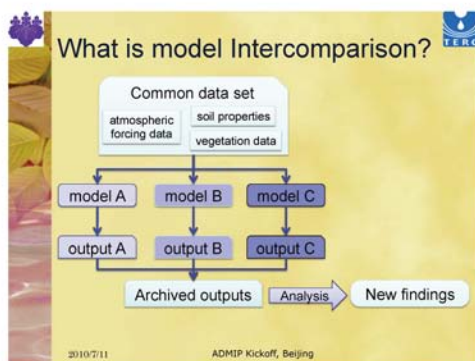 What is model Intercomparison?
TERC
Common data set
atmospheric
forcing data
soil properties
vegetation data
model A
model B
model C
output A
output B
output C
Archived outputs
Analysis
New findings
2010/7/11
ADMIP Kickoff, Beijing